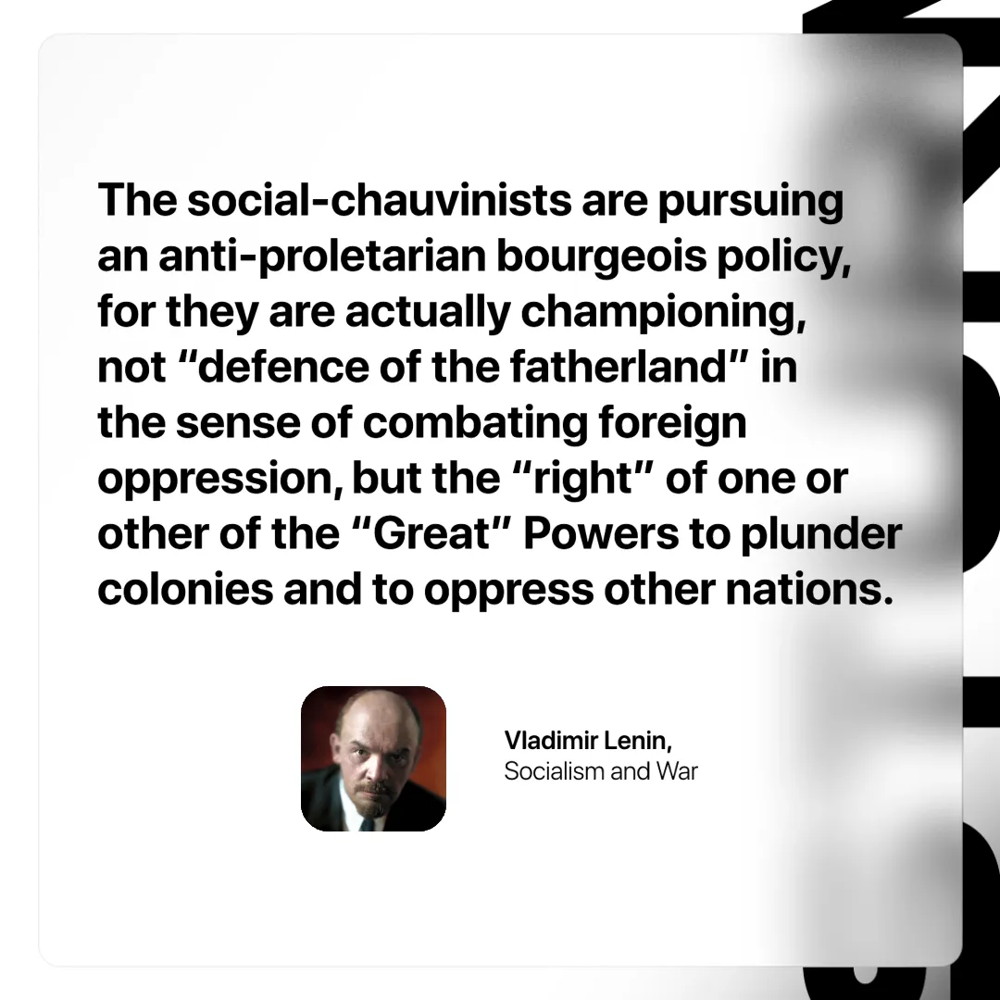 The social-chauvinists are pursuing
an anti-proletarian bourgeois policy,
for they are actually championing,
not “defence of the fatherland” in
the sense of combating foreign
oppression, but the “right” of one or
other of the “Great” Powers to plunder
colonies and to oppress other nations.
Vladimir Lenin,
Socialism and War